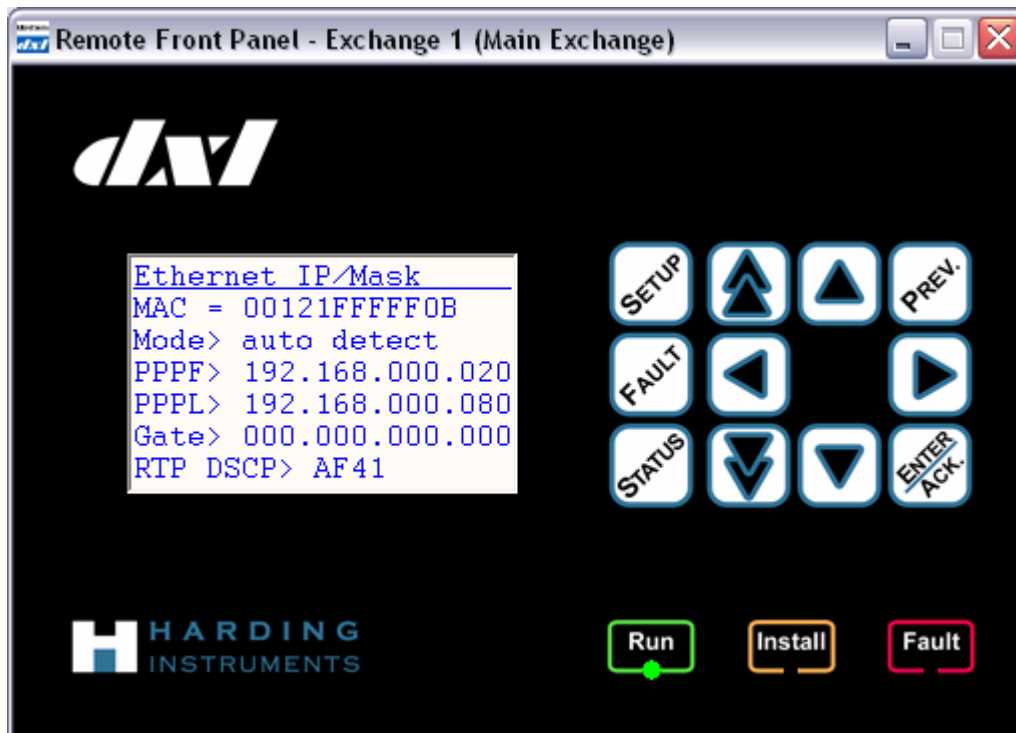 Remote Front Panel - Exchange 1 (Main Exchange)
dxl
Ethernet IP/Mask
MAC = 00121FFFFF0B
Mode> auto detect
PPPF> 192.168.000.020
PPPL> 192.168.000.080
Gate> 000.000.000.000
RTP DSCP> AF41
SETUP
PREV.
FAULT
STATUS
ENTER
ACK.
HARDING
INSTRUMENTS
Run
Install
Fault